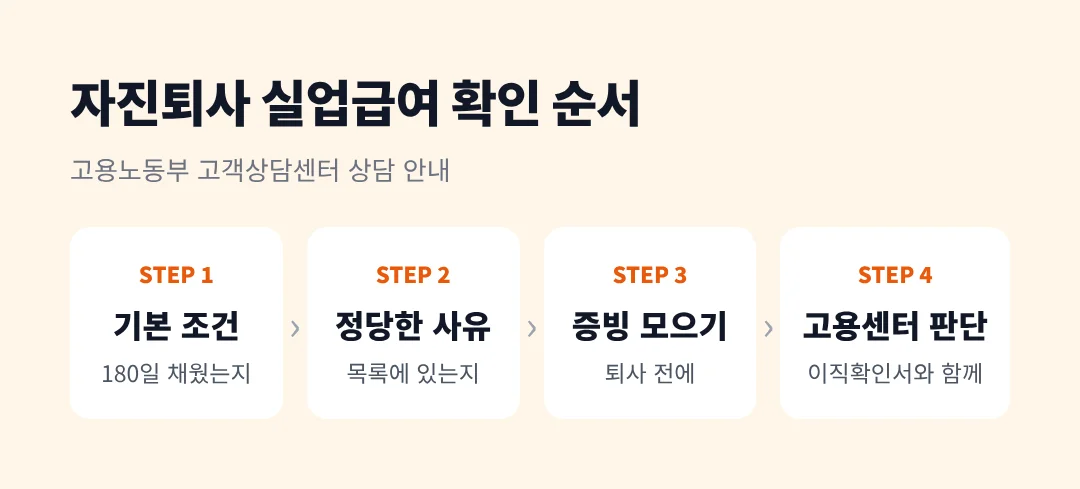 자진퇴사 실업급여 확인 순서
고용노동부 고객상담센터 상담 안내
STEP 1
기본 조건
180일 채웠는지
STEP 2
정당한 사유
목록에 있는지
STEP 3
증빙 모으기
퇴사 전에
STEP 4
고용센터 판단
이직확인서와 함께